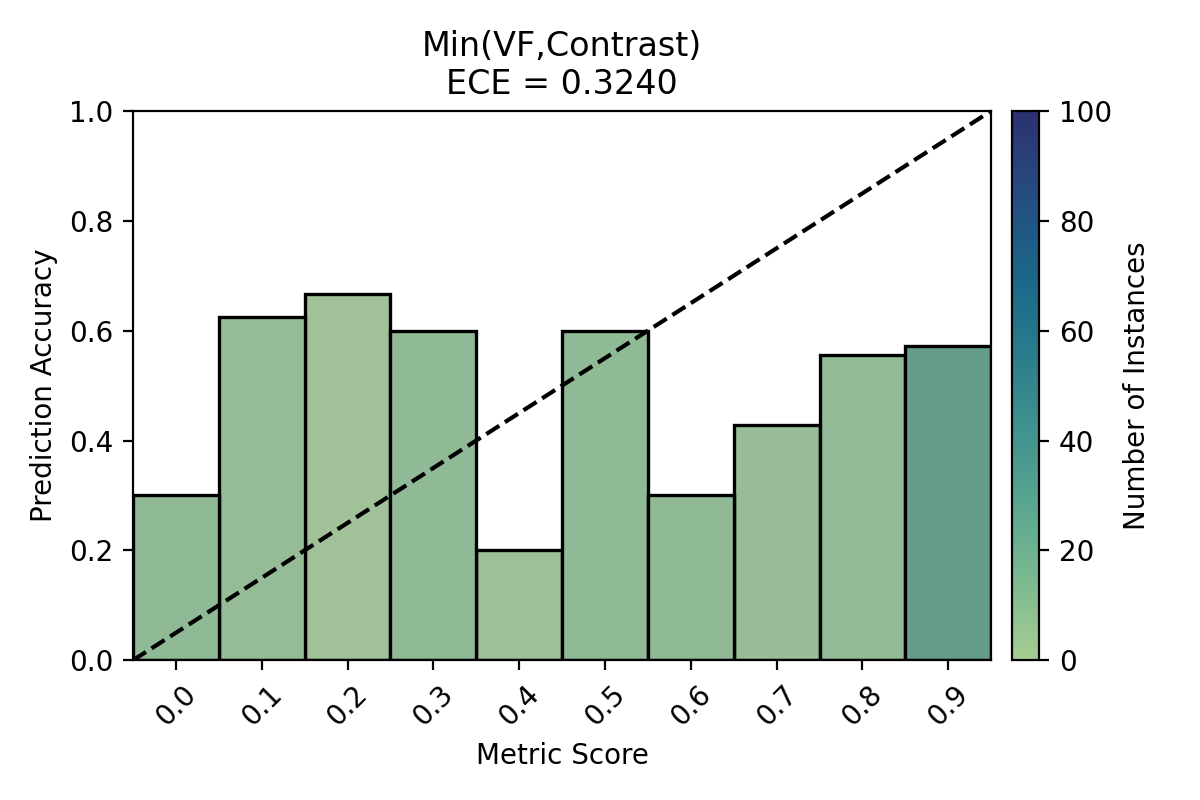 Min(VF,Contrast)
ECE = 0.3240
Prediction Accuracy
1.0
0.8
0.6
0.4
0.2
0.0
0.0 0.1 0.2 0.3 0.4 0.5 0.6 0.7 0.8 0.9
Metric Score
100
80
60
40
20
0
Number of Instances